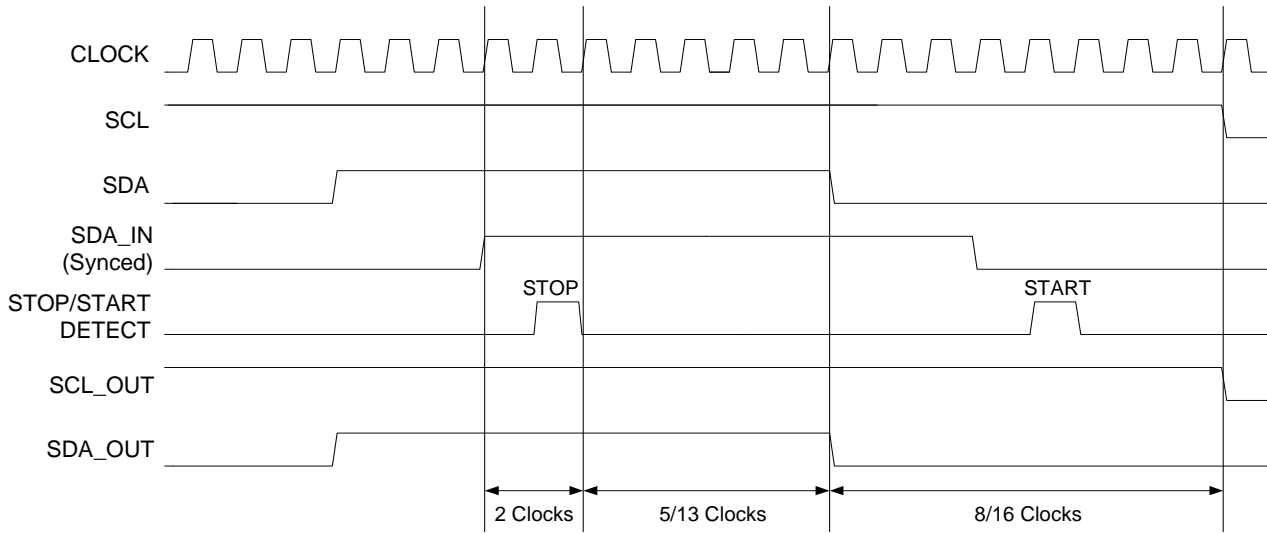 CLOCK
SCL
SDA
SDA_IN
(Synced)
STOP/START
DETECT
STOP
START
SCL_OUT
SDA_OUT
2 Clocks
5/13 Clocks
8/16 Clocks